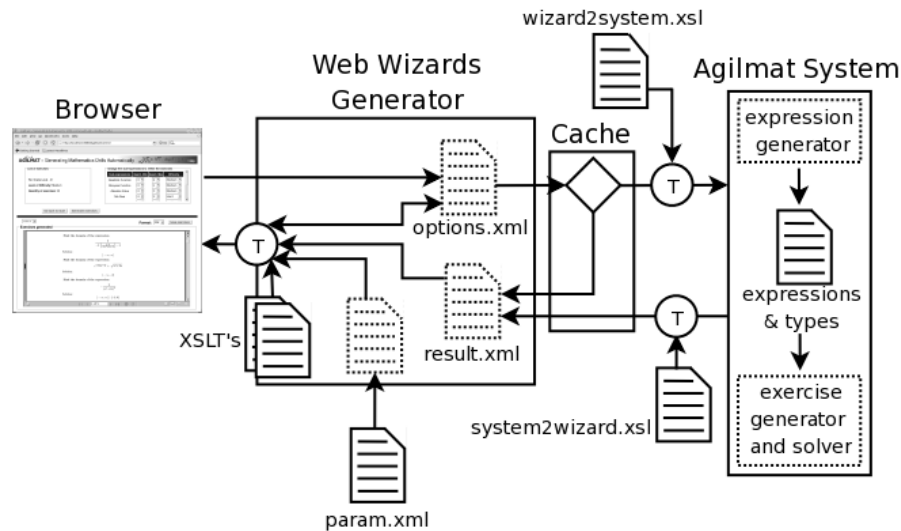 wizard2system.xsl
Web Wizards
Generator
Agilmat System
Browser
Cache
expression
generator
T
options.xml
T
expressions
& types
XSLT's
result.xml
T
exercise
generator
and solver
system2wizard.xsl
param.xml